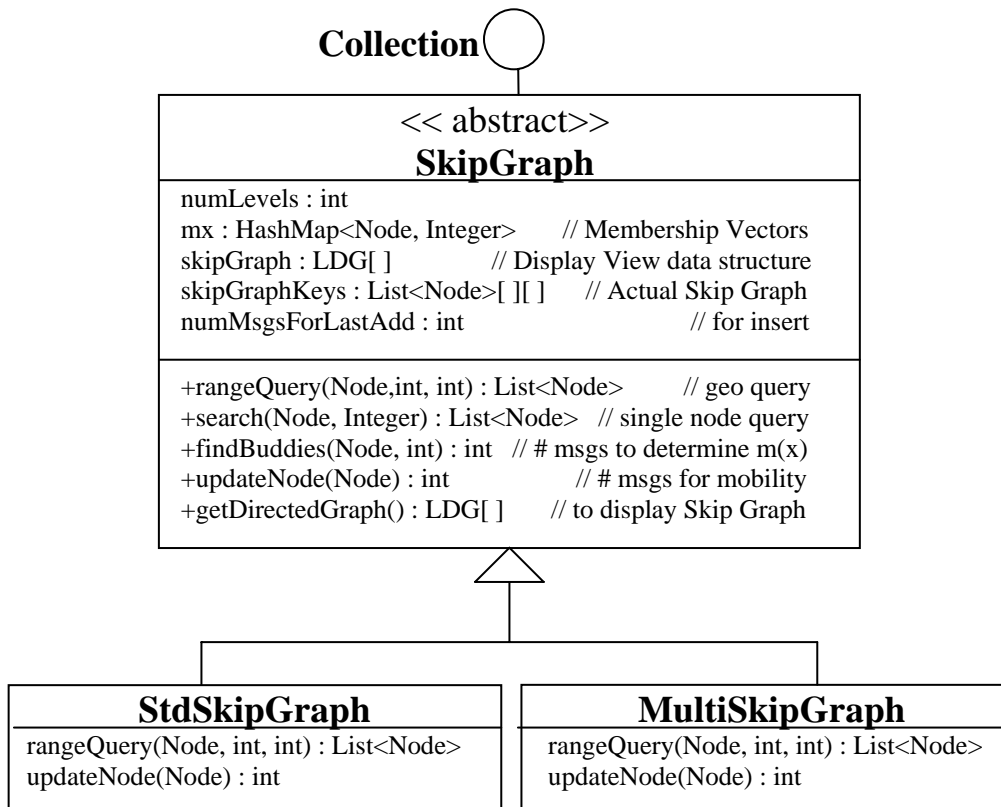 Collection
<< abstract>>
SkipGraph
numLevels : int
mx : HashMap<Node, Integer> // Membership Vectors
skipGraph : LDG[ ] // Display View data structure
skipGraphKeys : List<Node>[ ][ ] // Actual Skip Graph
numMsgsForLastAdd : int // for insert
+rangeQuery(Node,int, int) : List<Node> // geo query
+search(Node, Integer) : List<Node> // single node query
+findBuddies(Node, int) : int // # msgs to determine m(x)
+updateNode(Node) : int // # msgs for mobility
+getDirectedGraph() : LDG[ ] // to display Skip Graph
StdSkipGraph
rangeQuery(Node, int, int) : List<Node>
updateNode(Node) : int
MultiSkipGraph
rangeQuery(Node, int, int) : List<Node>
updateNode(Node) : int